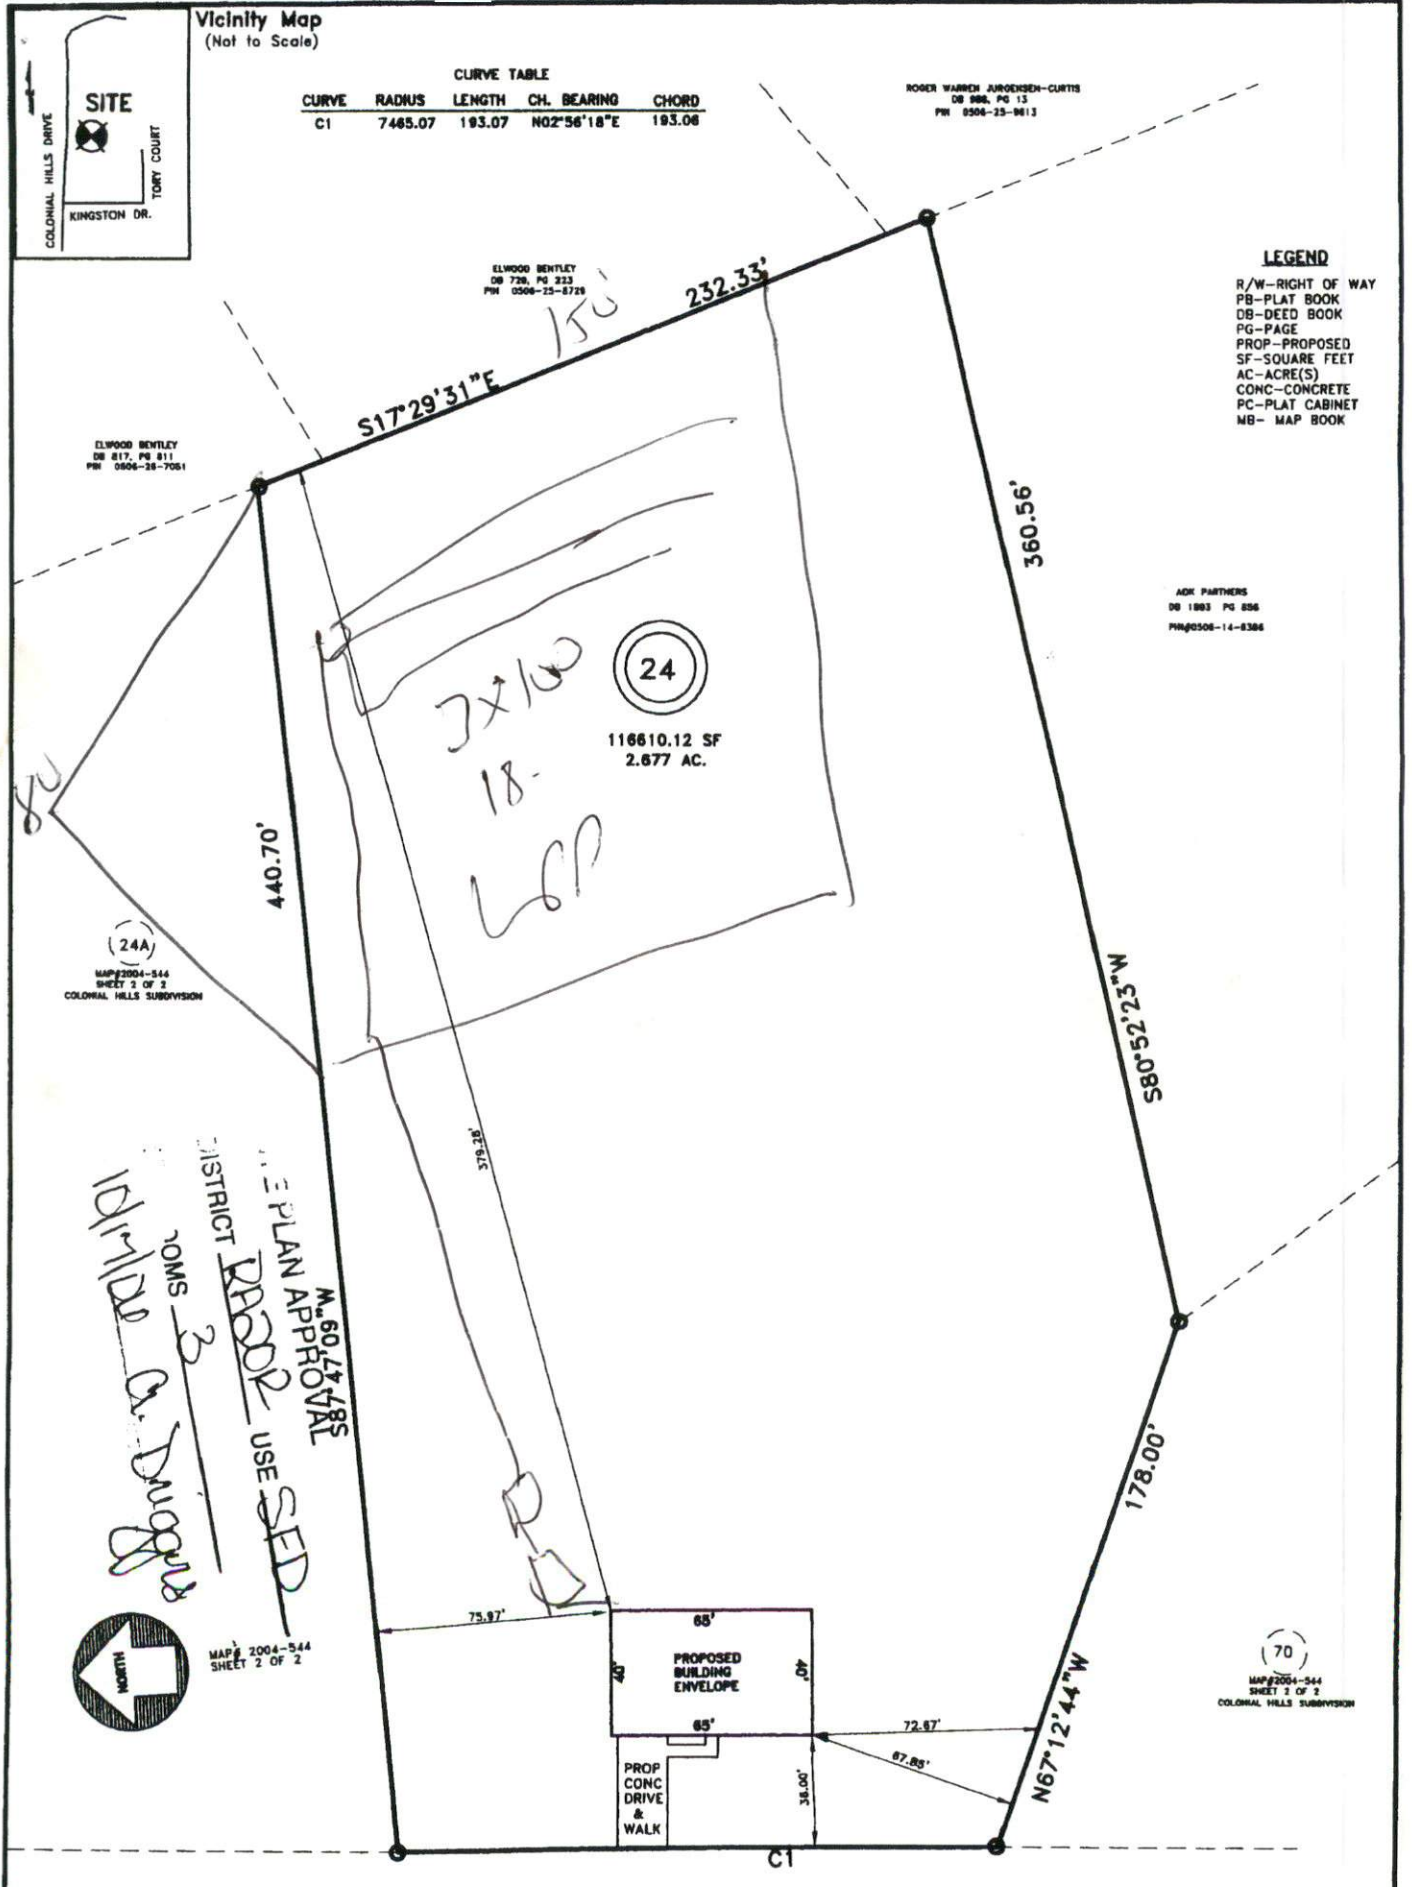 Vicinity Map
(Not to Scale)
SITE
COLONIAL HILLS DRIVE
TORY COURT
KINGSTON DR.
CURVE TABLE
CURVE RADIUS LENGTH CH. BEARING CHORD
C1 7465.07 193.07 N02°56'18"E 193.06
ROGER WARREN JURGENSEN-CURTIS
DB 986, PG 13
PIN 0506-25-9613
ELWOOD BENTLEY
DB 729, PG 223
PIN 0506-25-8729
150
232.33'
S17°29'31"E
LEGEND
R/W-RIGHT OF WAY
PB-PLAT BOOK
DB-DEED BOOK
PG-PAGE
PROP-PROPOSED
SF-SQUARE FEET
AC-ACRE(S)
CONC-CONCRETE
PC-PLAT CABINET
MB- MAP BOOK
ELWOOD BENTLEY
DB 817, PG 811
PIN 0506-26-7051
360.56'
ADK PARTNERS
DB 1993 PG 856
24
116610.12 SF
2.677 AC.
3x100
18-
LPP
80
440.70'
24A
MAP#2004-544
SHEET 2 OF 2
COLONIAL HILLS SUBDIVISION
S80°52'23"W
379.28'
E PLAN APPROVAL
DISTRICT RA20R USE SFD
OOMS 3
S87°47'09"W
178.00'
NORTH
MAP# 2004-544
SHEET 2 OF 2
75.97'
65'
40'
PROPOSED
BUILDING
ENVELOPE
40'
65'
72.67'
67.85'
38.00'
N67°12'44"W
PROP
CONC
DRIVE
&
WALK
C1
70
MAP#2004-544
SHEET 2 OF 2
COLONIAL HILLS SUBDIVISION